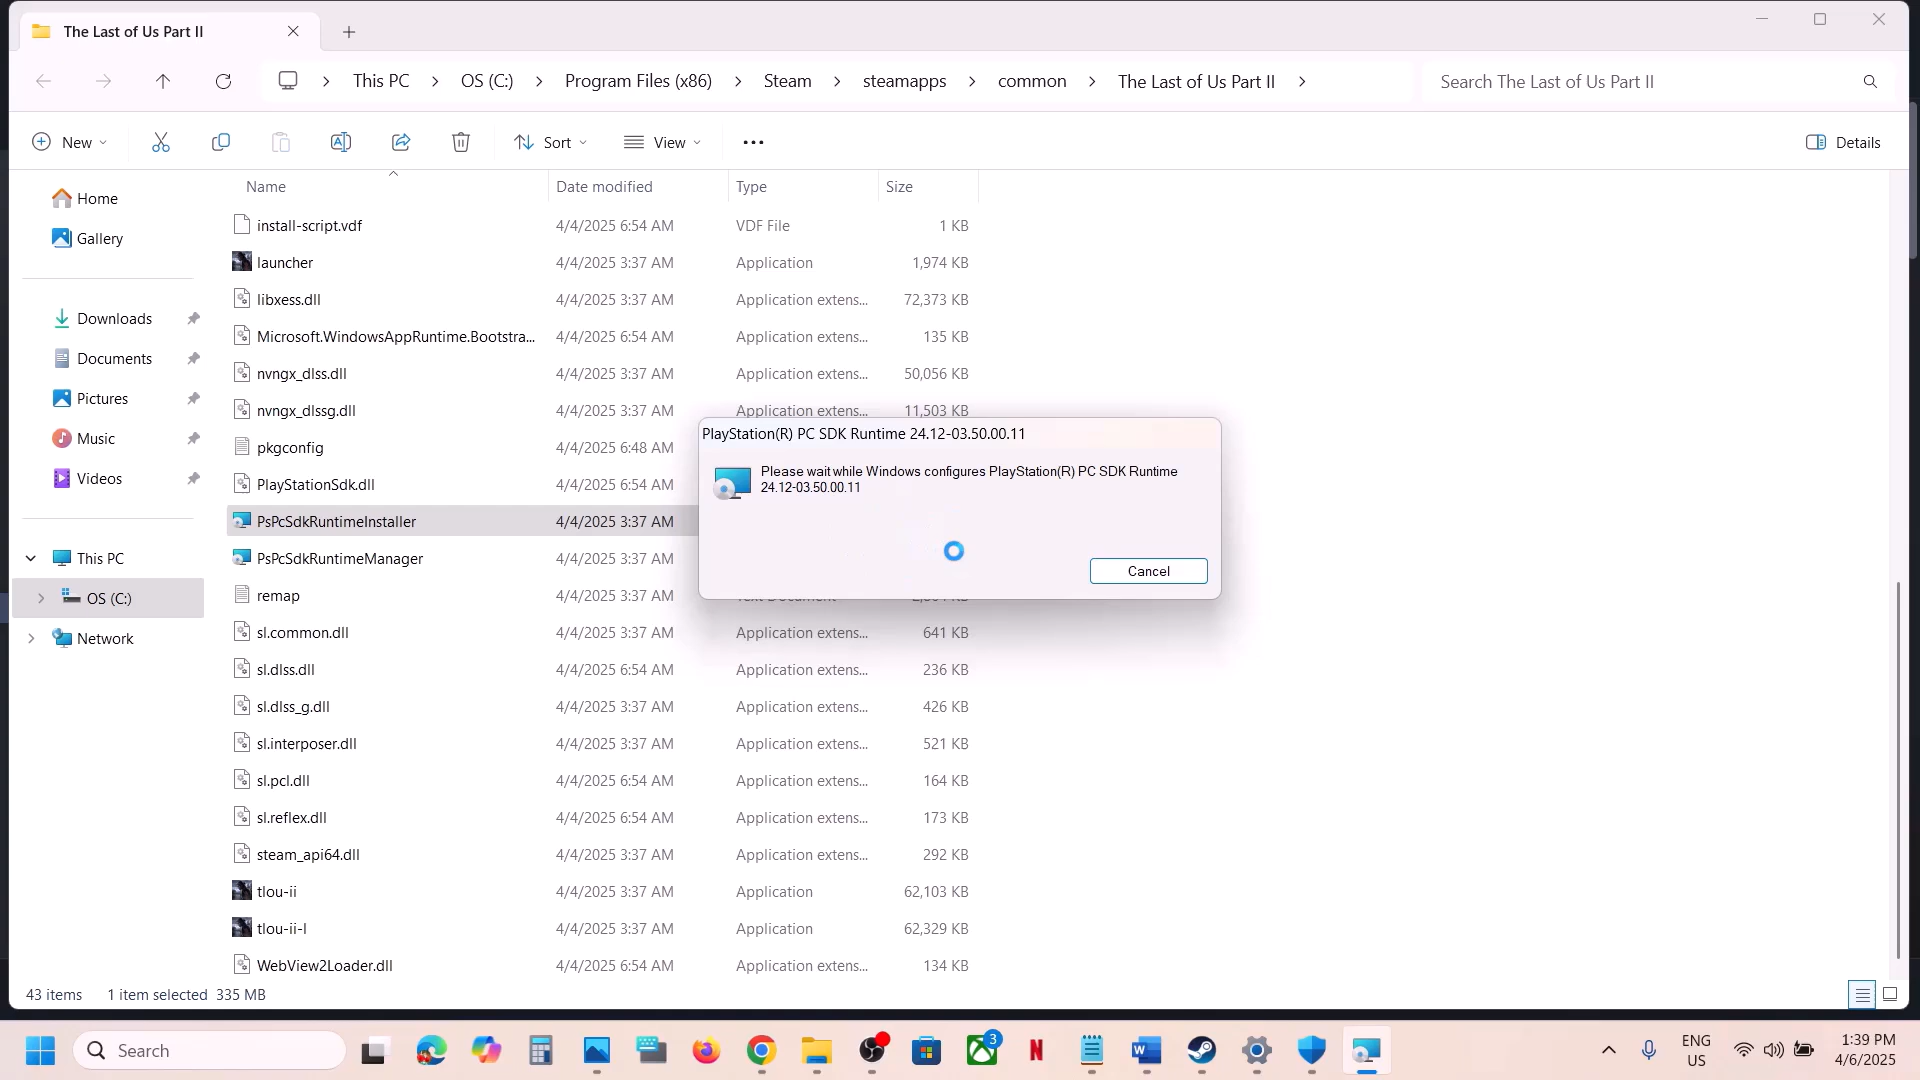 The Last of Us Part II
This PC
OS (C:)
Program Files (x86)
Steam
steamapps
common
The Last of Us Part II
Search The Last of Us Part II
New
Sort
View
Details
Name
Date modified
Type
Size
Home
Gallery
Downloads
Documents
Pictures
Music
Videos
This PC
OS (C:)
Network
install-script.vdf 4/4/2025 6:54 AM VDF File 1 KB
launcher 4/4/2025 3:37 AM Application 1,974 KB
libxess.dll 4/4/2025 3:37 AM Application extens... 72,373 KB
Microsoft.WindowsAppRuntime.Bootstra... 4/4/2025 6:54 AM Application extens... 135 KB
nvngx_dlss.dll 4/4/2025 3:37 AM Application extens... 50,056 KB
nvngx_dlssg.dll 4/4/2025 3:37 AM Application extens... 11,503 KB
pkgconfig 4/4/2025 6:48 AM
PlayStationSdk.dll 4/4/2025 6:54 AM
PsPcSdkRuntimeInstaller 4/4/2025 3:37 AM
PsPcSdkRuntimeManager 4/4/2025 3:37 AM
remap 4/4/2025 3:37 AM
sl.common.dll 4/4/2025 3:37 AM Application extens... 641 KB
sl.dlss.dll 4/4/2025 6:54 AM Application extens... 236 KB
sl.dlss_g.dll 4/4/2025 3:37 AM Application extens... 426 KB
sl.interposer.dll 4/4/2025 3:37 AM Application extens... 521 KB
sl.pcl.dll 4/4/2025 6:54 AM Application extens... 164 KB
sl.reflex.dll 4/4/2025 6:54 AM Application extens... 173 KB
steam_api64.dll 4/4/2025 3:37 AM Application extens... 292 KB
tlou-ii 4/4/2025 3:37 AM Application 62,103 KB
tlou-ii-l 4/4/2025 3:37 AM Application 62,329 KB
WebView2Loader.dll 4/4/2025 6:54 AM Application extens... 134 KB
PlayStation(R) PC SDK Runtime 24.12-03.50.00.11
Please wait while Windows configures PlayStation(R) PC SDK Runtime
24.12-03.50.00.11
Cancel
43 items
1 item selected 335 MB
Search
3
ENG
US
1:39 PM
4/6/2025